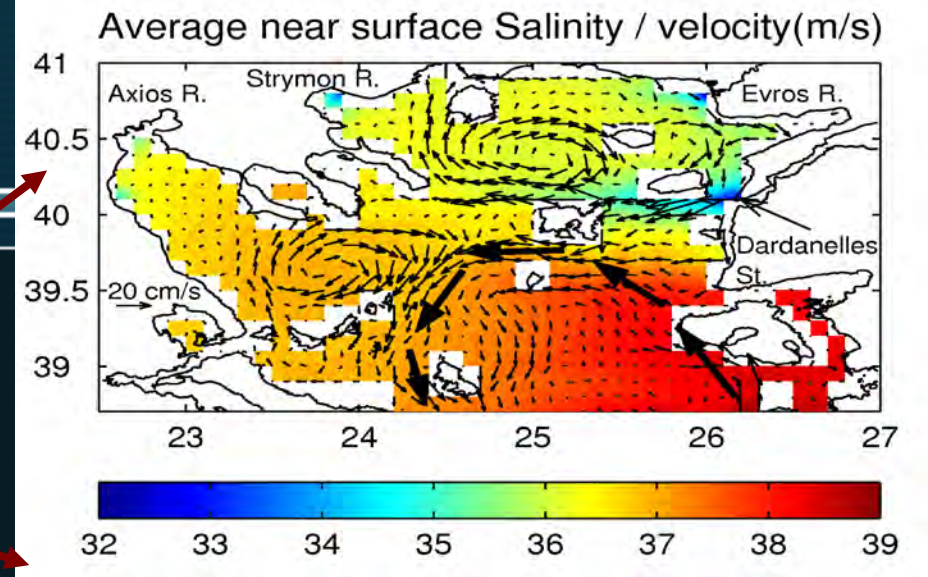 Average near surface Salinity / velocity(m/s)
41
Strymon R.
Axios R.
Evros R.
40.5
40
Dardanelles
St.
39.5
20 cm/s
39
23 24 25 26 27
32 33 34 35 36 37 38 39